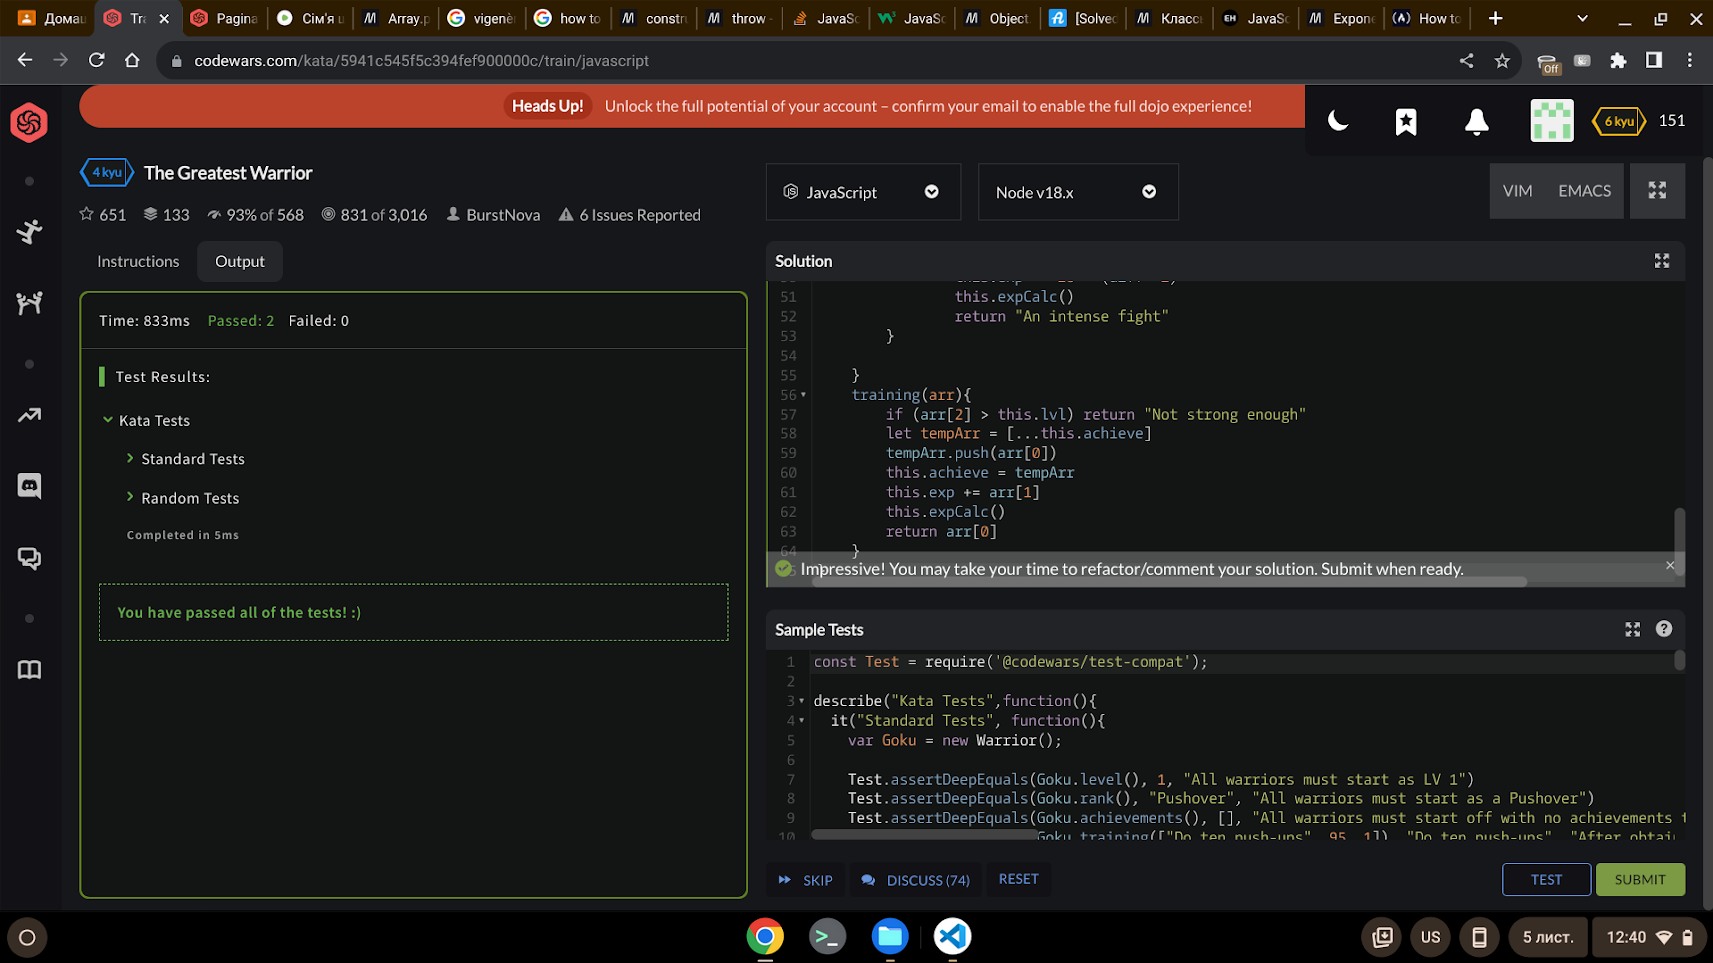 Домаш
Tra
Pagina
Сім'я ц
Array.p
vigenèr
how to
constru
throw -
JavaSc
JavaSc
Object.
[Solved
Класи
JavaSc
Expone
How to
codewars.com/kata/5941c545f5c394fef900000c/train/javascript
Off
Heads Up! Unlock the full potential of your account – confirm your email to enable the full dojo experience!
6 kyu 151
4 kyu The Greatest Warrior
651 133 93% of 568 831 of 3,016 BurstNova 6 Issues Reported
Instructions Output
Time: 833ms Passed: 2 Failed: 0
Test Results:
Kata Tests
Standard Tests
Random Tests
Completed in 5ms
You have passed all of the tests! :)
JavaScript
Node v18.x
VIM EMACS
Solution
51 this.expCalc()
52 return "An intense fight"
53 }
54
55 }
56 training(arr){
57 if (arr[2] > this.lvl) return "Not strong enough"
58 let tempArr = [...this.achieve]
59 tempArr.push(arr[0])
60 this.achieve = tempArr
61 this.exp += arr[1]
62 this.expCalc()
63 return arr[0]
64 }
Impressive! You may take your time to refactor/comment your solution. Submit when ready.
Sample Tests
1 const Test = require('@codewars/test-compat');
2
3 describe("Kata Tests",function(){
4 it("Standard Tests", function(){
5 var Goku = new Warrior();
6
7 Test.assertDeepEquals(Goku.level(), 1, "All warriors must start as LV 1")
8 Test.assertDeepEquals(Goku.rank(), "Pushover", "All warriors must start as a Pushover")
9 Test.assertDeepEquals(Goku.achievements(), [], "All warriors must start off with no achievements
10 Goku.training(["Do ten push-ups", 95, 1]), "Do ten push-ups", "After obtai
SKIP DISCUSS (74) RESET
TEST SUBMIT
US
5 лист. 12:40